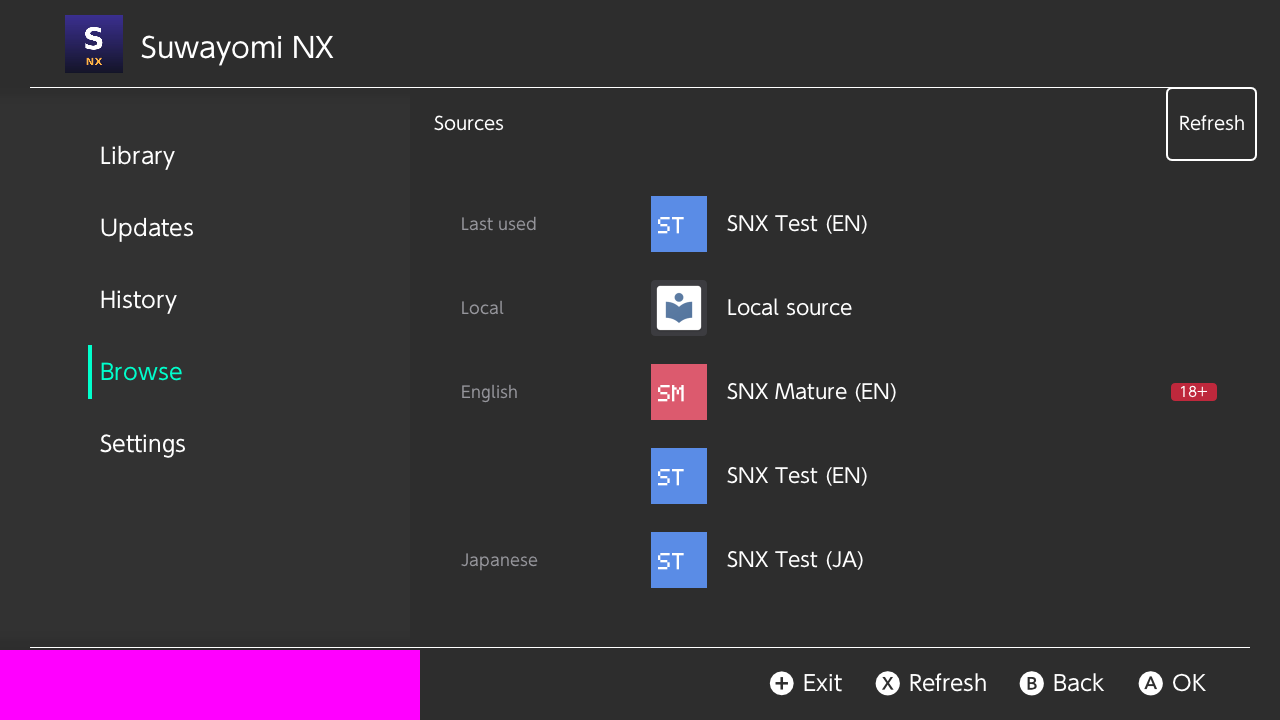 S
NX
Suwayomi NX
Library
Updates
History
Browse
Settings
Sources
Refresh
Last used
ST
SNX Test (EN)
Local
Local source
English
SM
SNX Mature (EN)
18+
ST
SNX Test (EN)
Japanese
ST
SNX Test (JA)
+ Exit
X Refresh
B Back
A OK